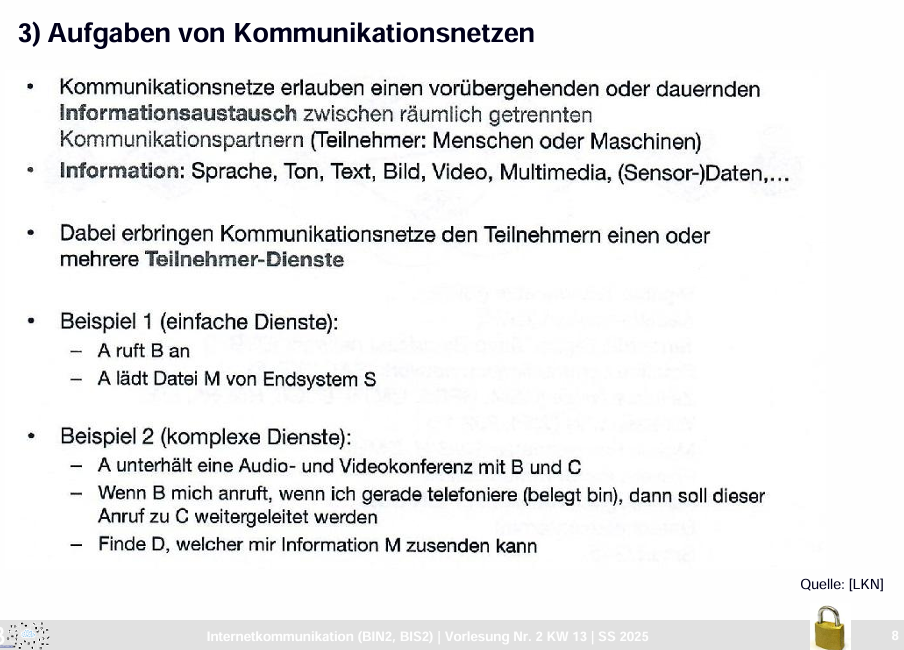 3) Aufgaben von Kommunikationsnetzen
• Kommunikationsnetze erlauben einen vorübergehenden oder dauernden
Informationsaustausch zwischen räumlich getrennten
Kommunikationspartnern (Teilnehmer: Menschen oder Maschinen)
• Information: Sprache, Ton, Text, Bild, Video, Multimedia, (Sensor-)Daten,...
• Dabei erbringen Kommunikationsnetze den Teilnehmern einen oder
mehrere Teilnehmer-Dienste
• Beispiel 1 (einfache Dienste):
– A ruft B an
– A lädt Datei M von Endsystem S
• Beispiel 2 (komplexe Dienste):
– A unterhält eine Audio- und Videokonferenz mit B und C
– Wenn B mich anruft, wenn ich gerade telefoniere (belegt bin), dann soll dieser
Anruf zu C weitergeleitet werden
– Finde D, welcher mir Information M zusenden kann
Quelle: [LKN]
Internetkommunikation (BIN2, BIS2) | Vorlesung Nr. 2 KW 13 | SS 2025
8